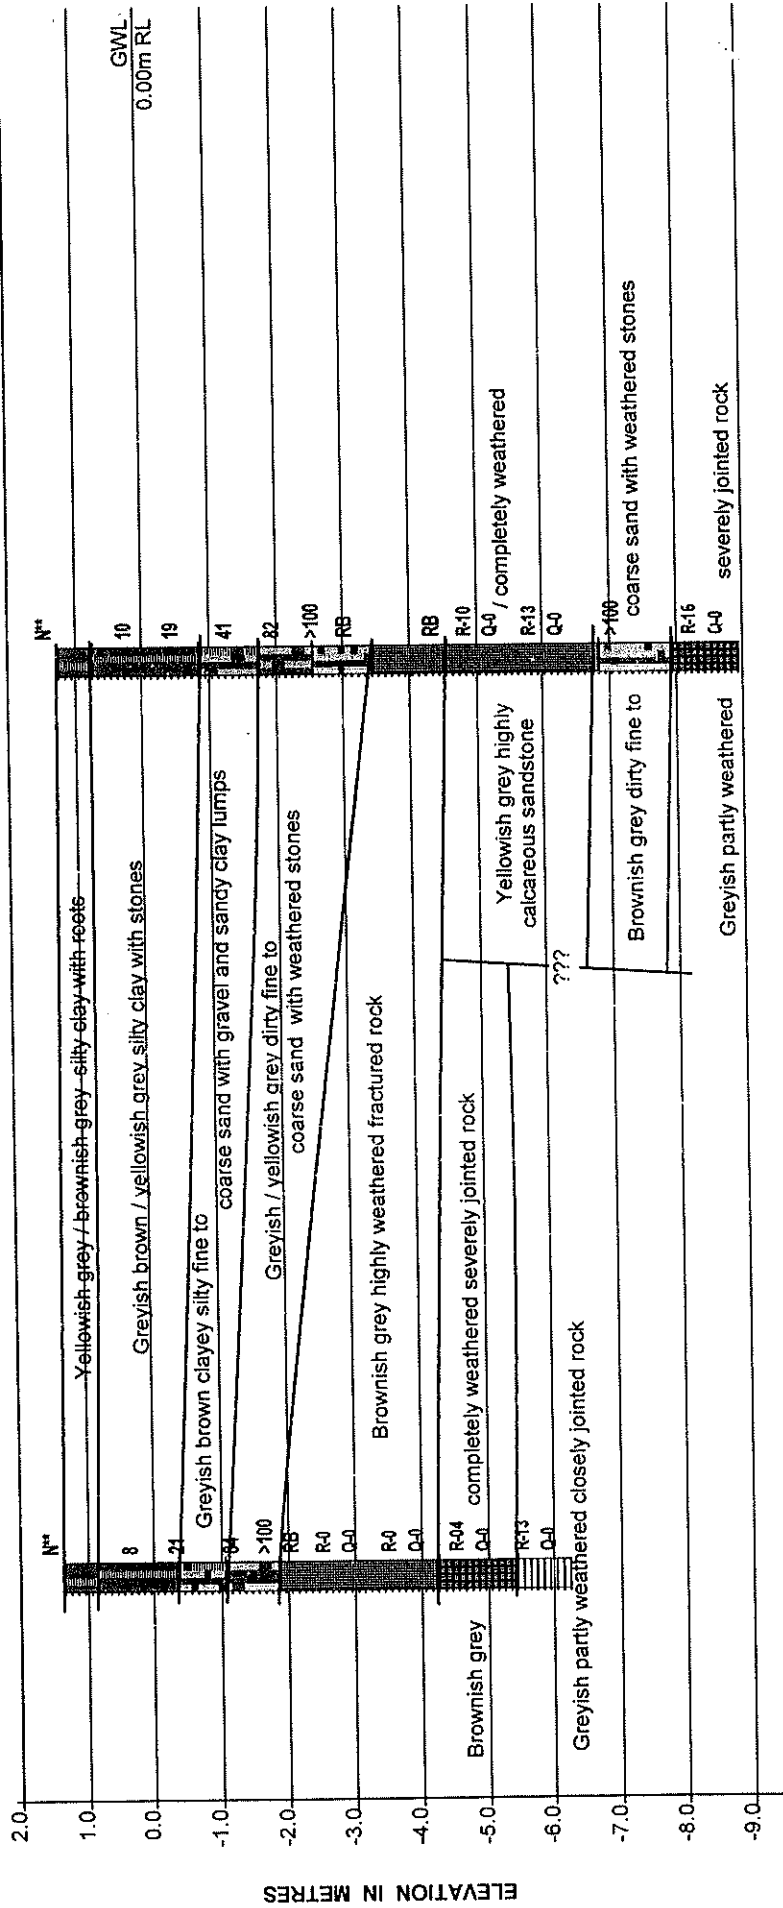 ELEVATION IN METRES
2.0
1.0
0.0
-1.0
-2.0
-3.0
-4.0
-5.0
-6.0
-7.0
-8.0
-9.0
N**
8
21
84
>100
RB
R-0
Q-0
R-0
Q-0
R-04
Q-0
R-13
Q-0
Yellowish grey / brownish grey silty clay with roots
Greyish brown / yellowish grey silty clay with stones
Greyish brown clayey silty fine to
coarse sand with gravel and sandy clay lumps
Greyish / yellowish grey dirty fine to
coarse sand with weathered stones
Brownish grey highly weathered fractured rock
Brownish grey
completely weathered severely jointed rock
Greyish partly weathered closely jointed rock
???
N**
10
19
41
82
>100
RB
RB
R-10
Q-0
R-13
Q-0
>100
R-16
Q-0
Yellowish grey highly
/ completely weathered
calcareous sandstone
Brownish grey dirty fine to
coarse sand with weathered stones
Greyish partly weathered
severely jointed rock
GWL
0.00m RL